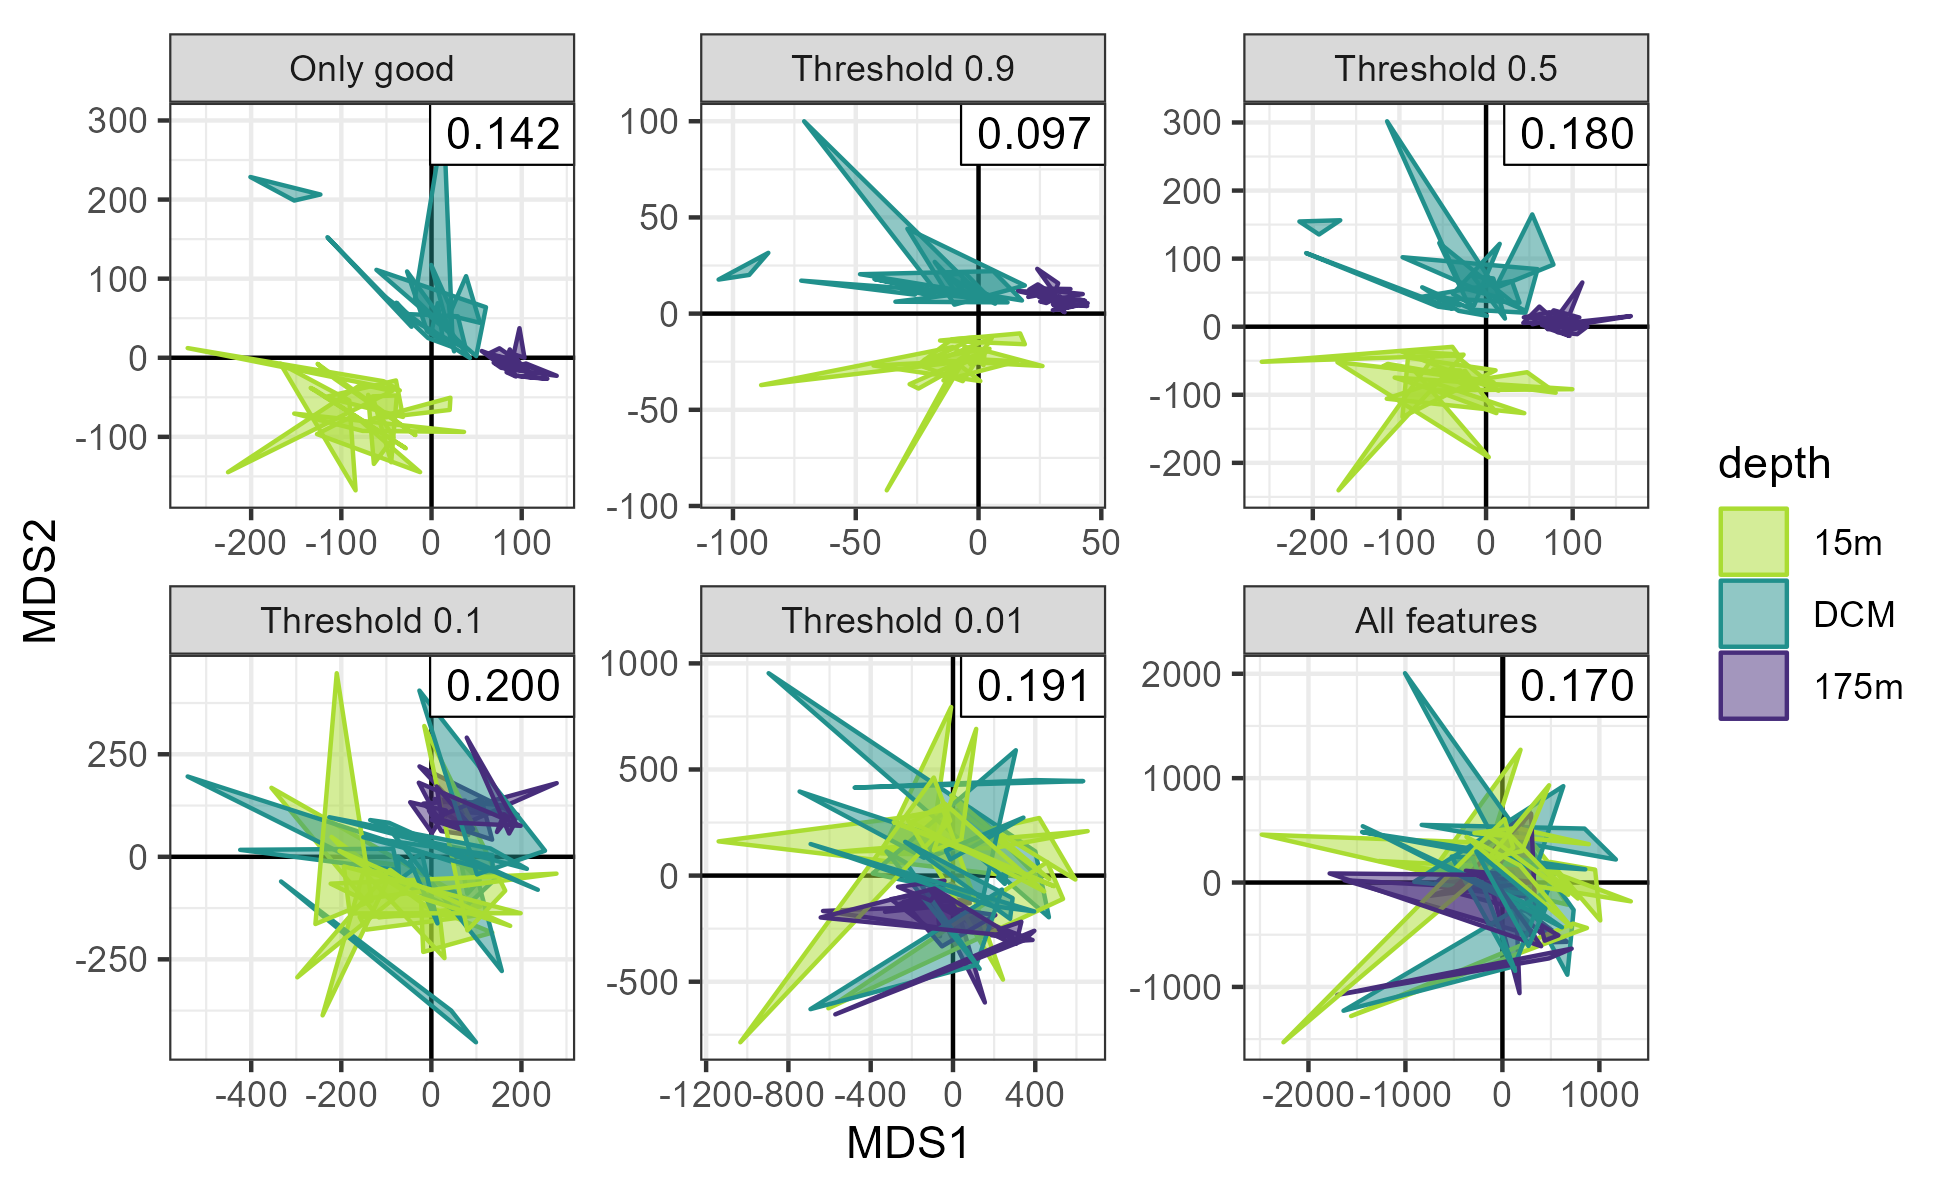 Only good
Threshold 0.9
Threshold 0.5
0.142
0.097
0.180
300
200
100
0
-100
100
50
0
-50
-100
300
200
100
0
-100
-200
-200 -100 0 100
-100 -50 0 50
-200 -100 0 100
Threshold 0.1
Threshold 0.01
All features
0.200
0.191
0.170
250
0
-250
1000
500
0
-500
2000
1000
0
-1000
-400 -200 0 200
-1200 -800 -400 0 400
-2000 -1000 0 1000
MDS1
MDS2
depth
15m
DCM
175m